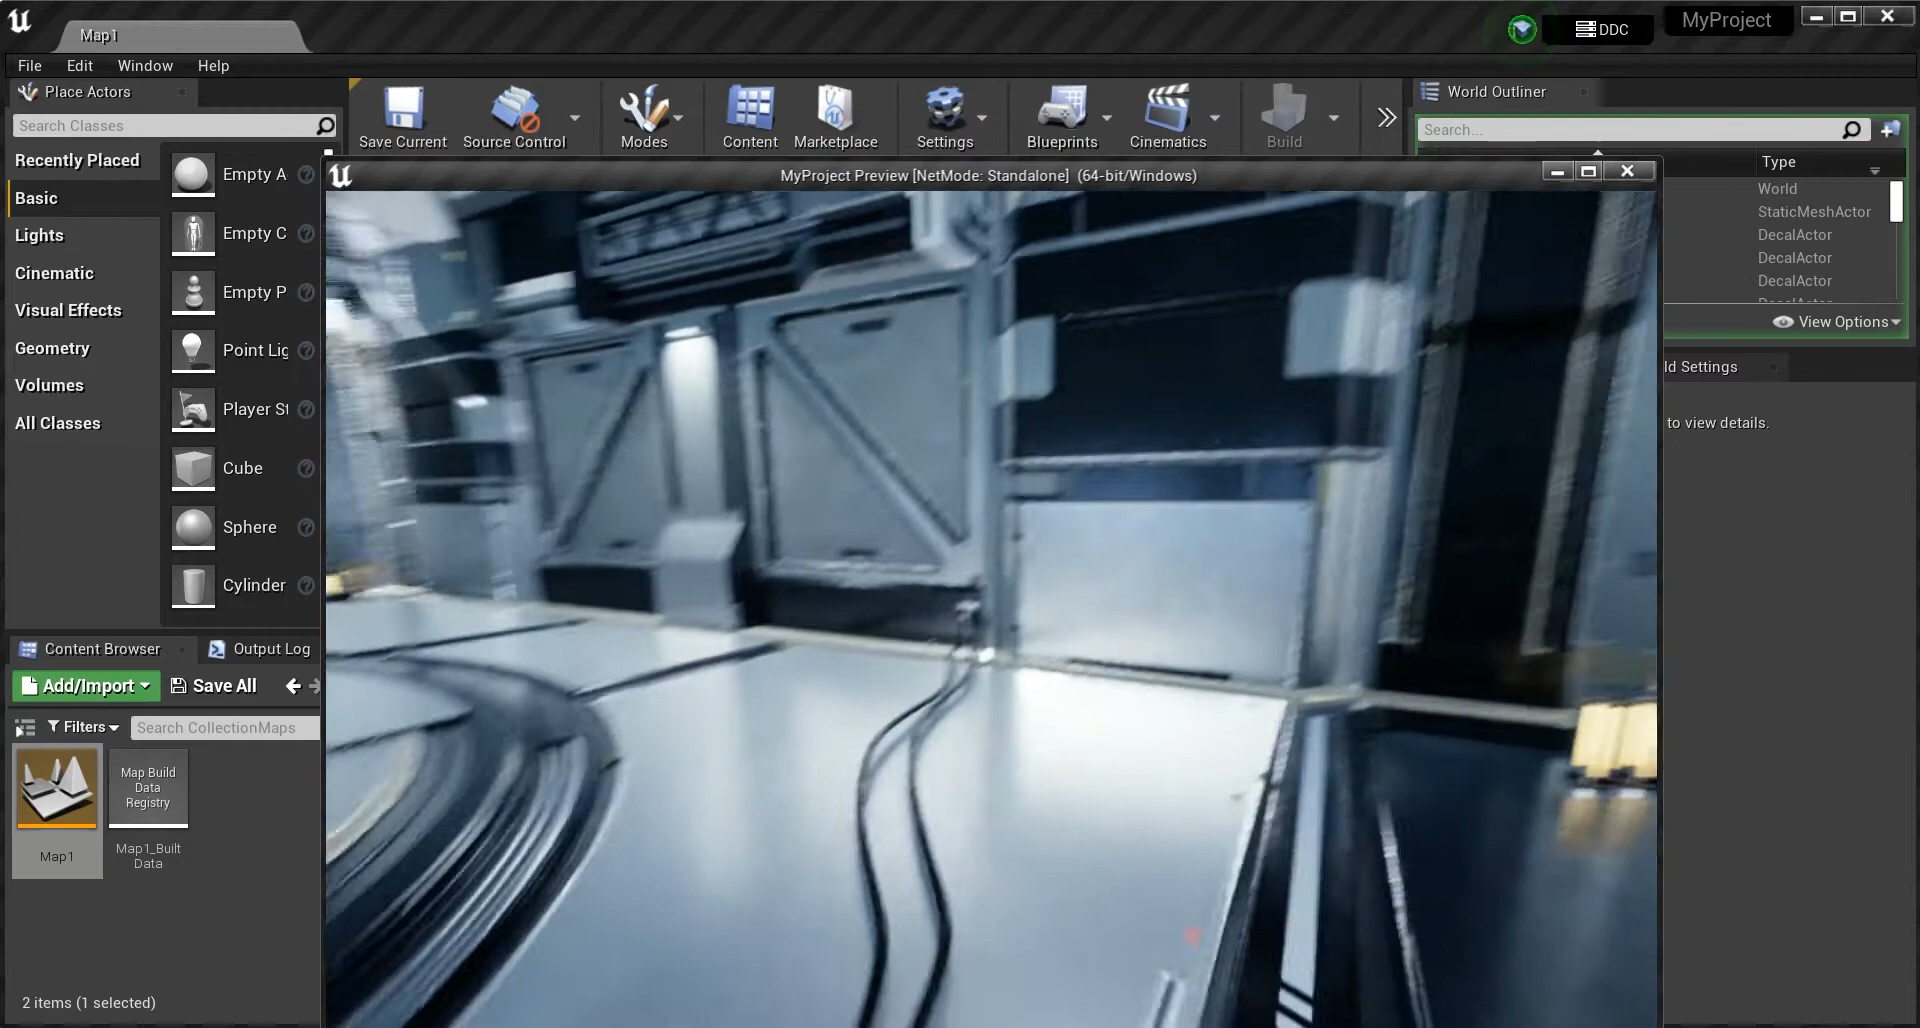 Map1
DDC
MyProject
File
Edit
Window
Help
Place Actors
Search Classes
Recently Placed
Basic
Lights
Cinematic
Visual Effects
Geometry
Volumes
All Classes
Empty A
Empty C
Empty P
Point Lig
Player St
Cube
Sphere
Cylinder
Save Current
Source Control
Modes
Content
Marketplace
Settings
Blueprints
Cinematics
Build
World Outliner
Search...
Type
World
StaticMeshActor
DecalActor
DecalActor
DecalActor
View Options
ld Settings
to view details.
MyProject Preview [NetMode: Standalone] (64-bit/Windows)
Content Browser
Output Log
Add/Import
Save All
Filters
Search CollectionMaps
Map1
Map Build
Data
Registry
Map1_Built
Data
2 items (1 selected)